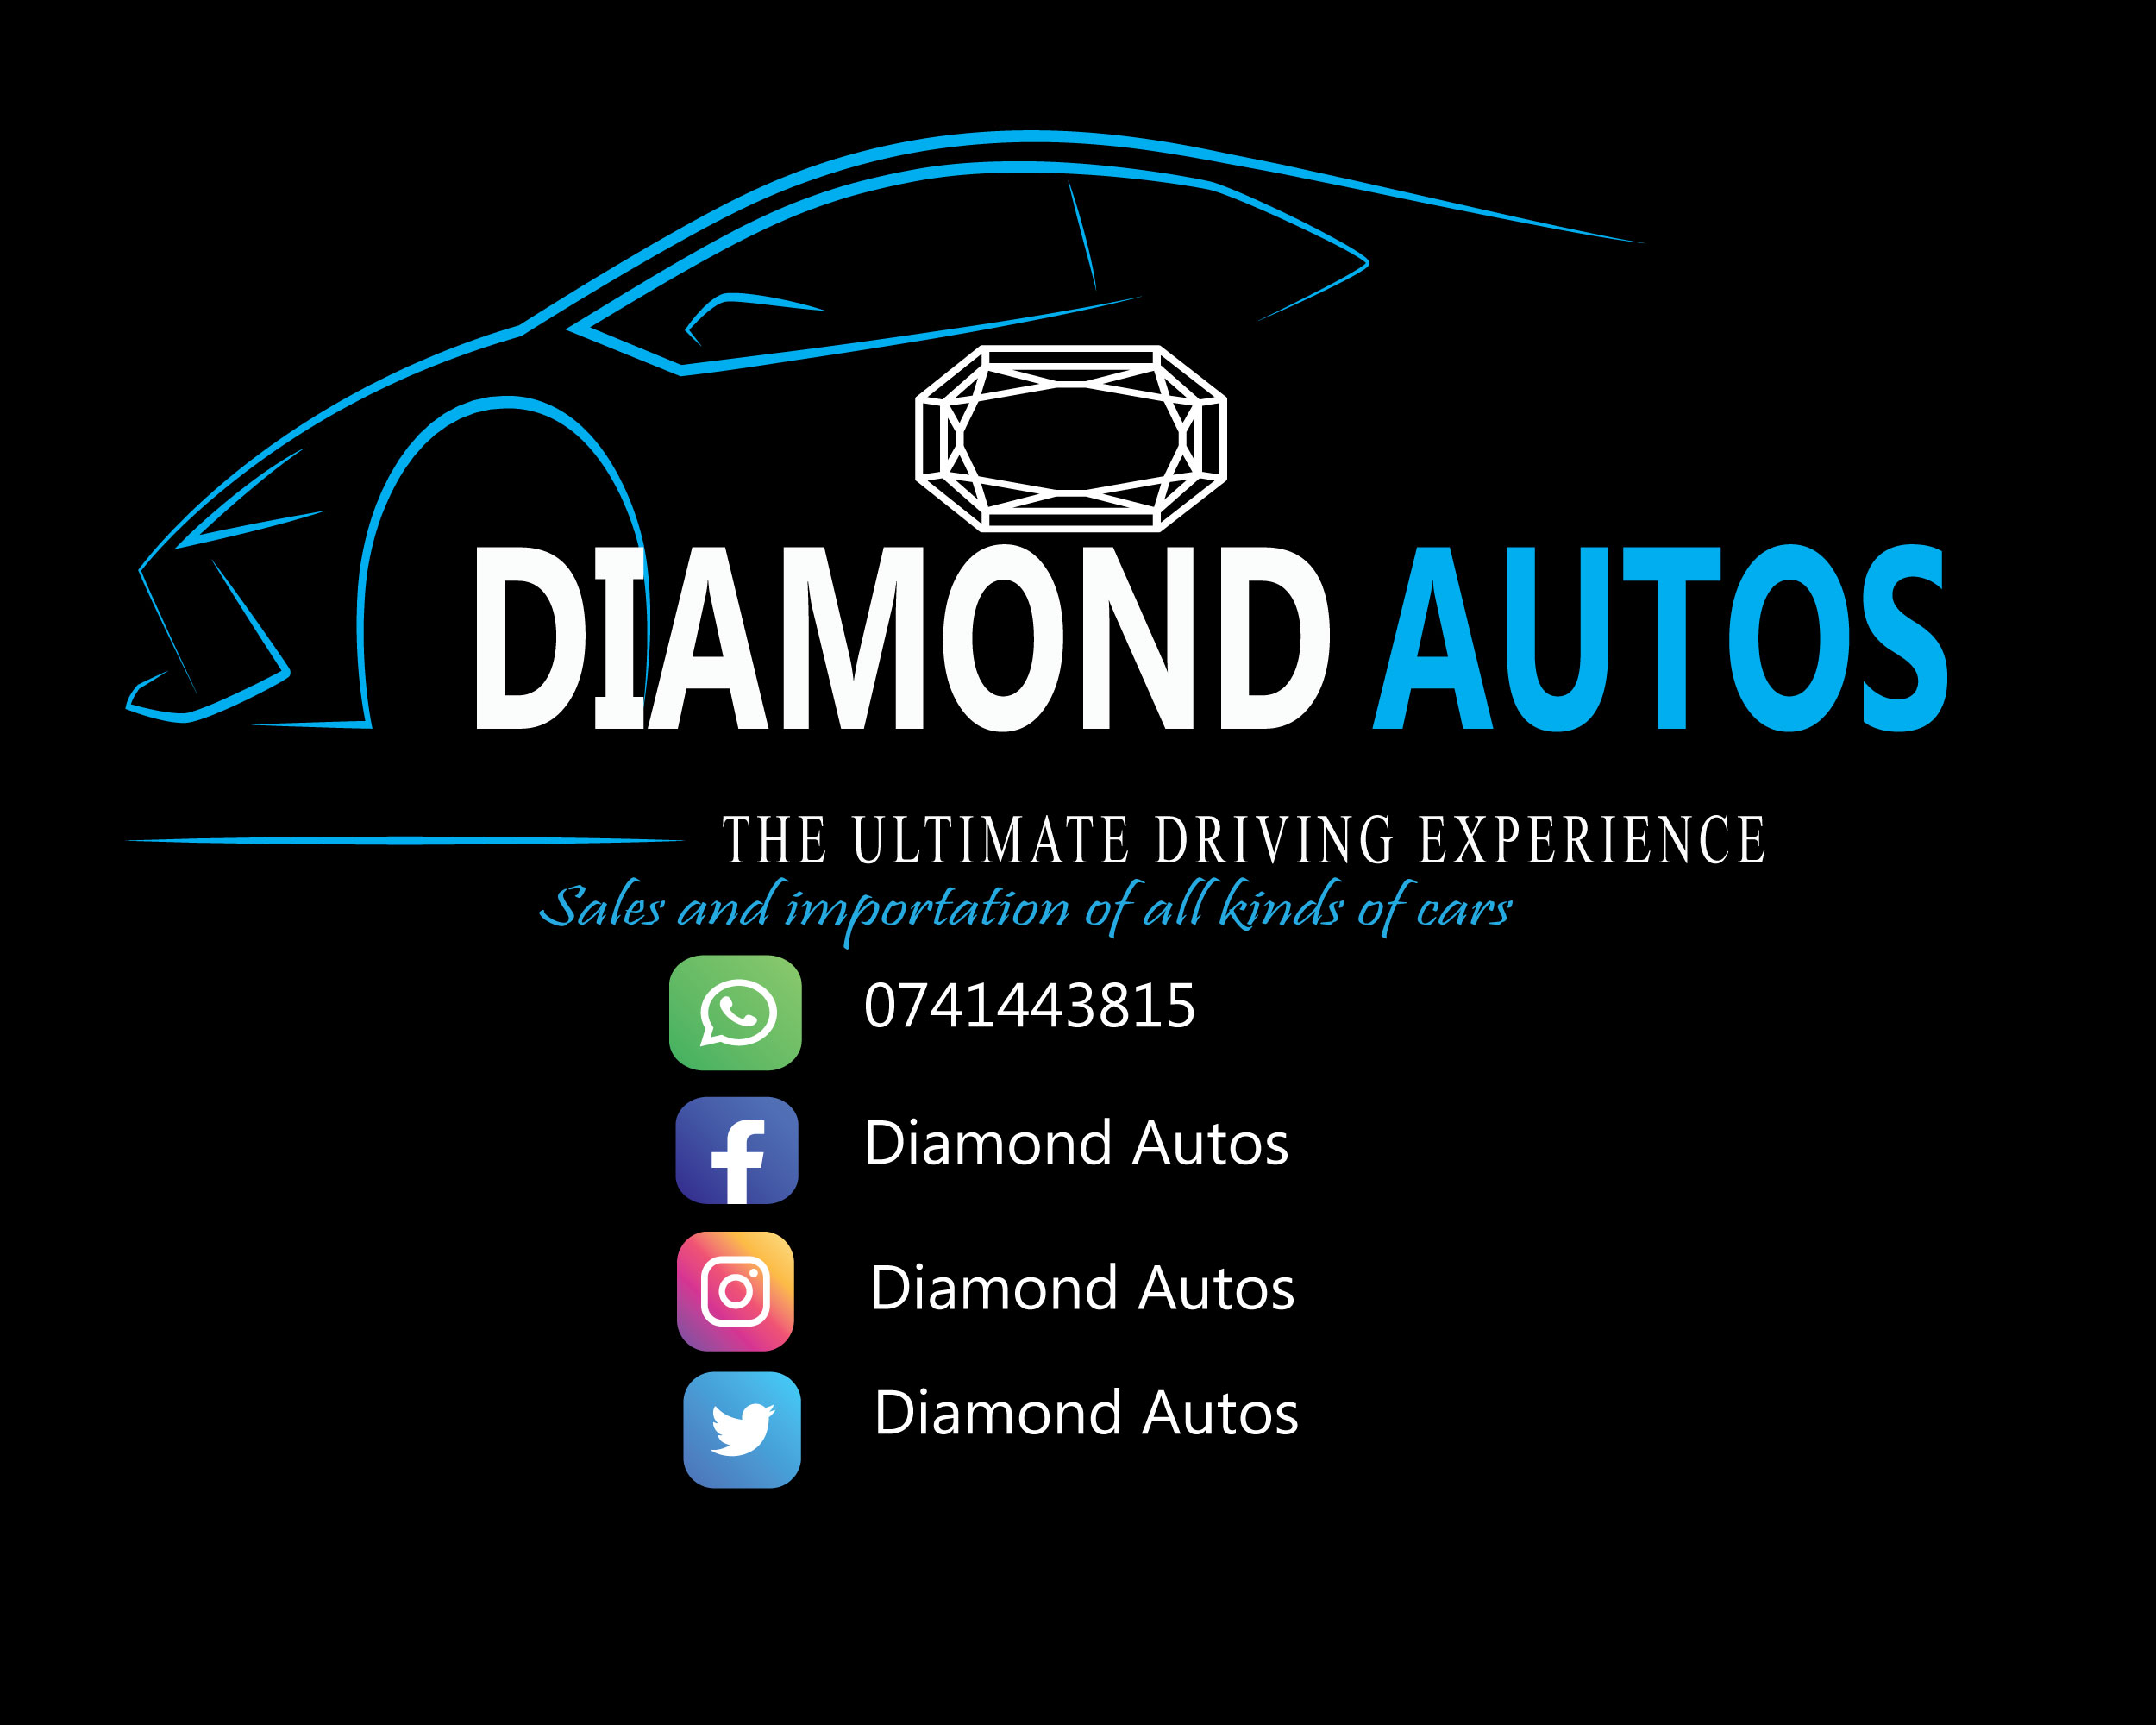 DIAMOND AUTOS
THE ULTIMATE DRIVING EXPERIENCE
Sales and importation of all kinds of cars
07414443815
Diamond Autos
Diamond Autos
Diamond Autos